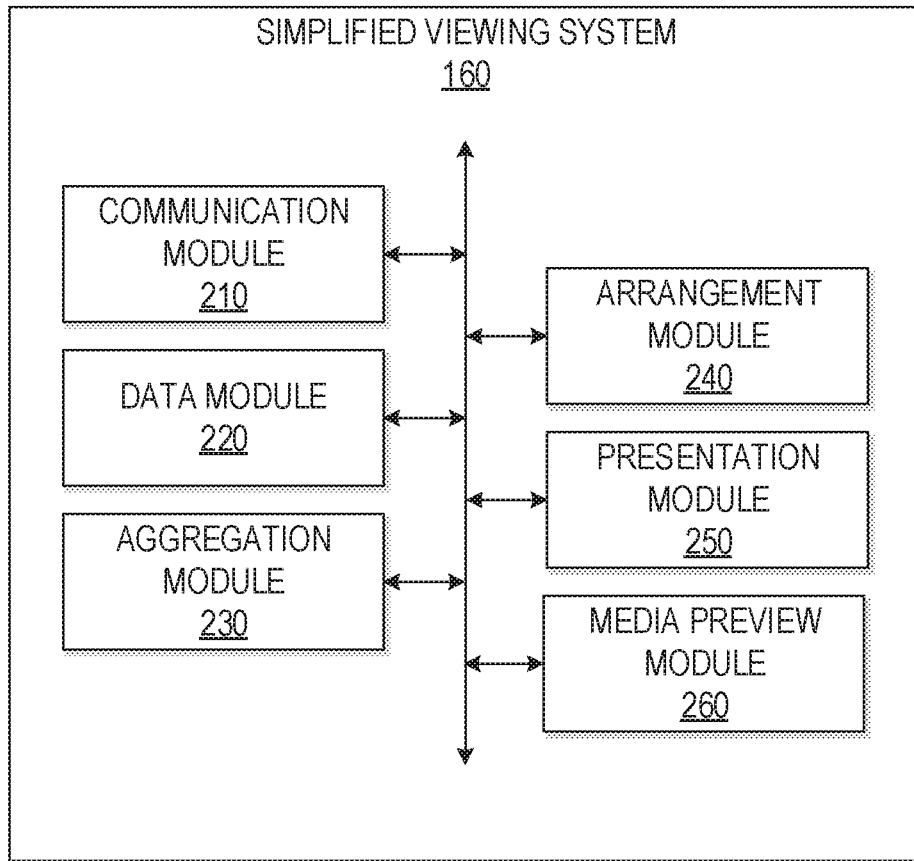 SIMPLIFIED VIEWING SYSTEM
160
COMMUNICATION
MODULE
210
DATA MODULE
220
AGGREGATION
MODULE
230
ARRANGEMENT
MODULE
240
PRESENTATION
MODULE
250
MEDIA PREVIEW
MODULE
260